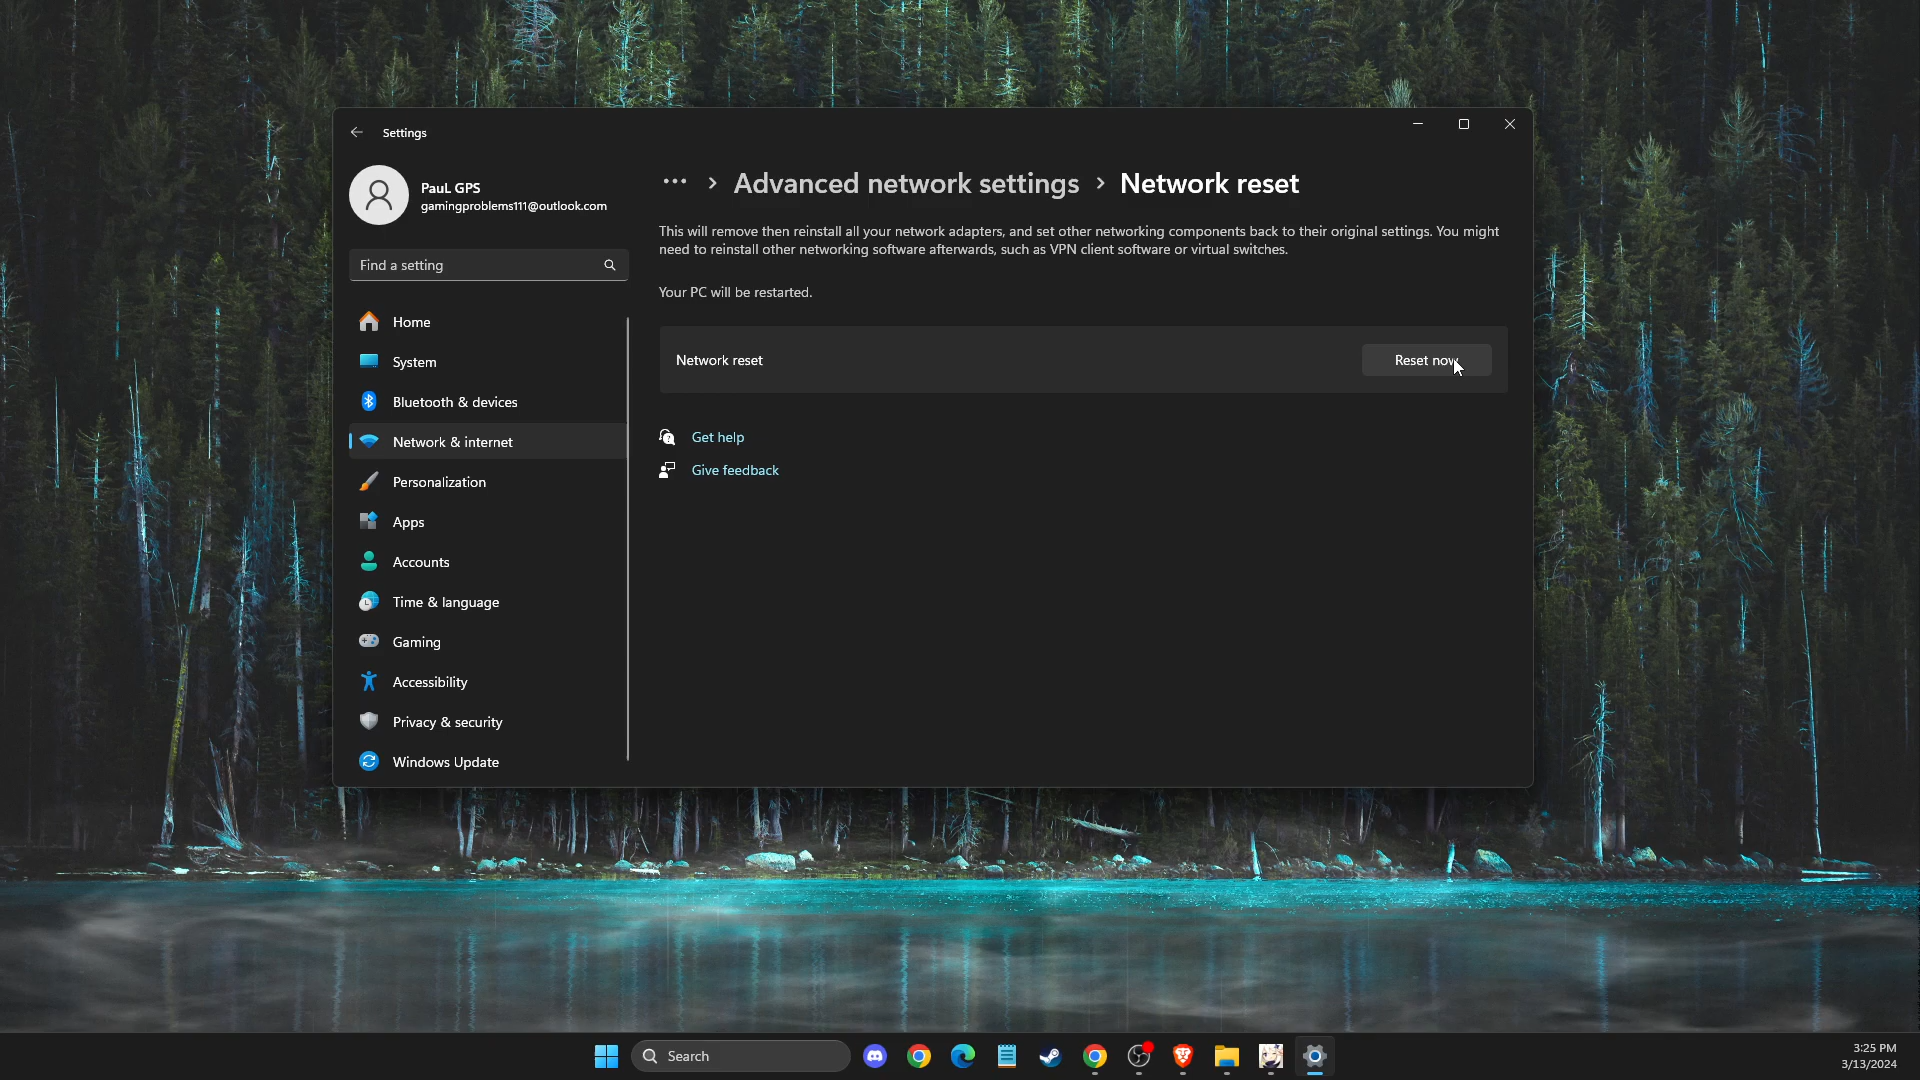 Settings
PauL GPS
gamingproblems111@outlook.com
Find a setting
Home
System
Bluetooth & devices
Network & internet
Personalization
Apps
Accounts
Time & language
Gaming
Accessibility
Privacy & security
Windows Update
··· > Advanced network settings > Network reset
This will remove then reinstall all your network adapters, and set other networking components back to their original settings. You might
need to reinstall other networking software afterwards, such as VPN client software or virtual switches.
Your PC will be restarted.
Network reset
Reset now
Get help
Give feedback
Search
3:25 PM
3/13/2024